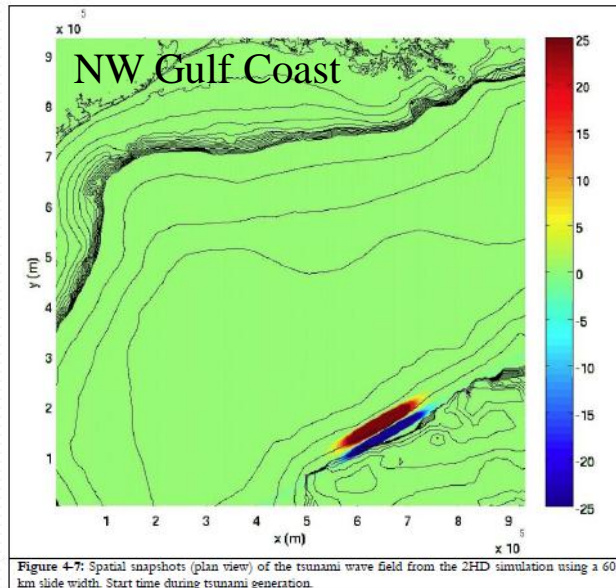 x 10 5
NW Gulf Coast
9
8
7
6
5
4
3
2
1
y (m)
1 2 3 4 5 6 7 8 9
x (m)
x 10 5
25
20
15
10
5
0
-5
-10
-15
-20
-25
Figure 4-7: Spatial snapshots (plan view) of the tsunami wave field from the 2HD simulation using a 60
km slide width. Start time during tsunami generation.